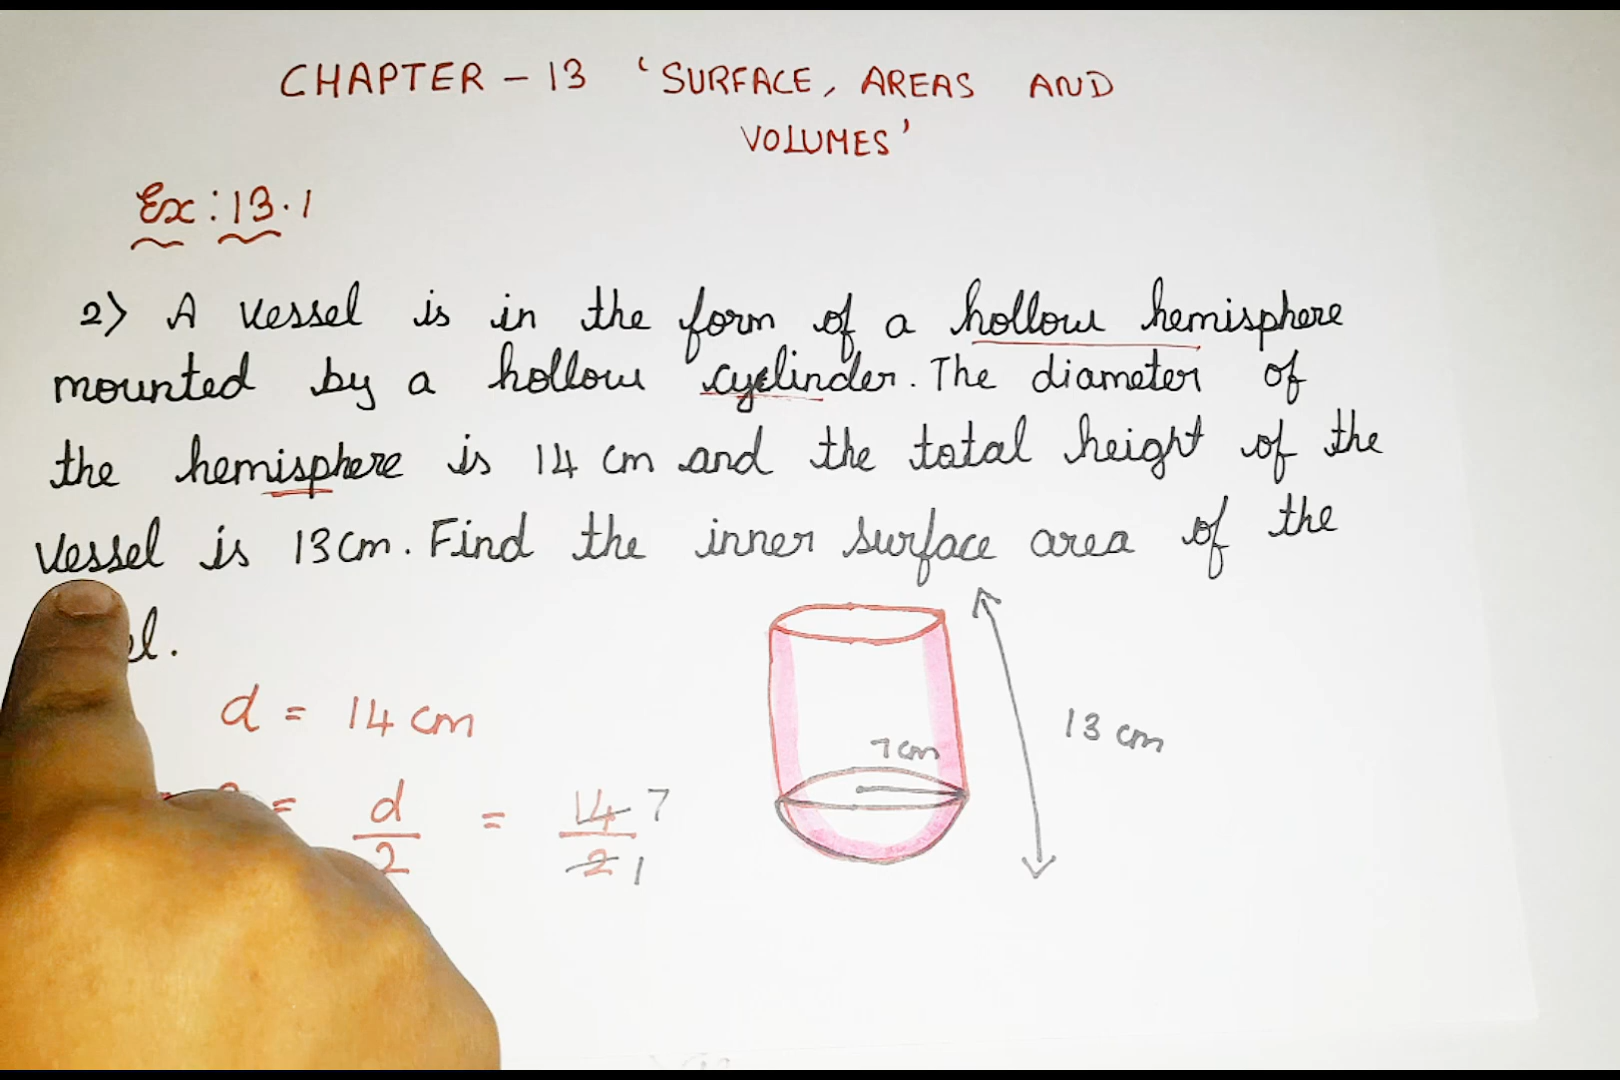 CHAPTER - 13 ‘SURFACE, AREAS AND
VOLUMES’
Ex : 13.1
2) A vessel is in the form of a hollow hemisphere
mounted by a hollow cyclinder. The diameter of
the hemisphere is 14 cm and the total height of the
vessel is 13cm. Find the inner surface area of the
l.
d = 14 cm
= d/2 = 14/2 7 1
7cm
13 cm